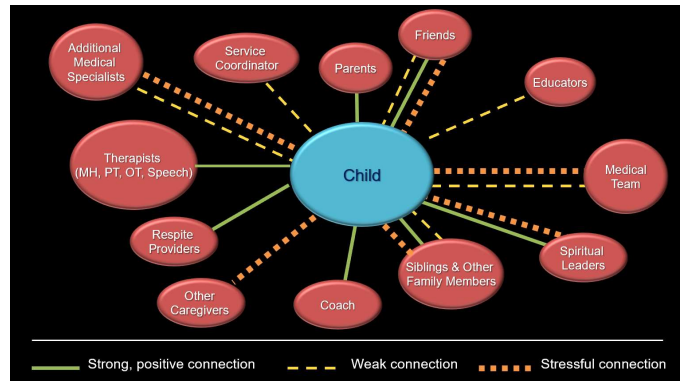 Friends
Additional
Medical
Specialists
Service
Coordinator
Parents
Educators
Therapists
(MH, PT, OT, Speech)
Child
Medical
Team
Respite
Providers
Spiritual
Leaders
Siblings & Other
Family Members
Other
Caregivers
Coach
Strong, positive connection
Weak connection
Stressful connection